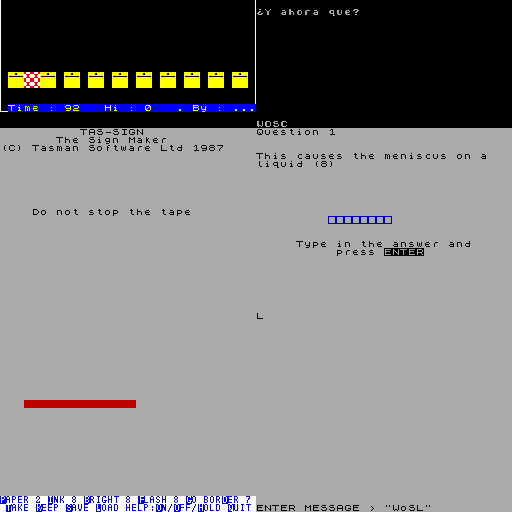 ¿Y ahora que?
Time : 92 Hi : 0 . By : ...
WOSC
TAS-SIGN
The Sign Maker
(C) Tasman Software Ltd 1987
Do not stop the tape
Question 1
This causes the meniscus on a
liquid (8)
Type in the answer and
press ENTER
L
PAPER 2 INK 8 BRIGHT 8 FLASH 8 GO BORDER 7
TAKE KEEP SAVE LOAD HELP:ON/OFF/HOLD QUIT
ENTER MESSAGE > "WoSL"